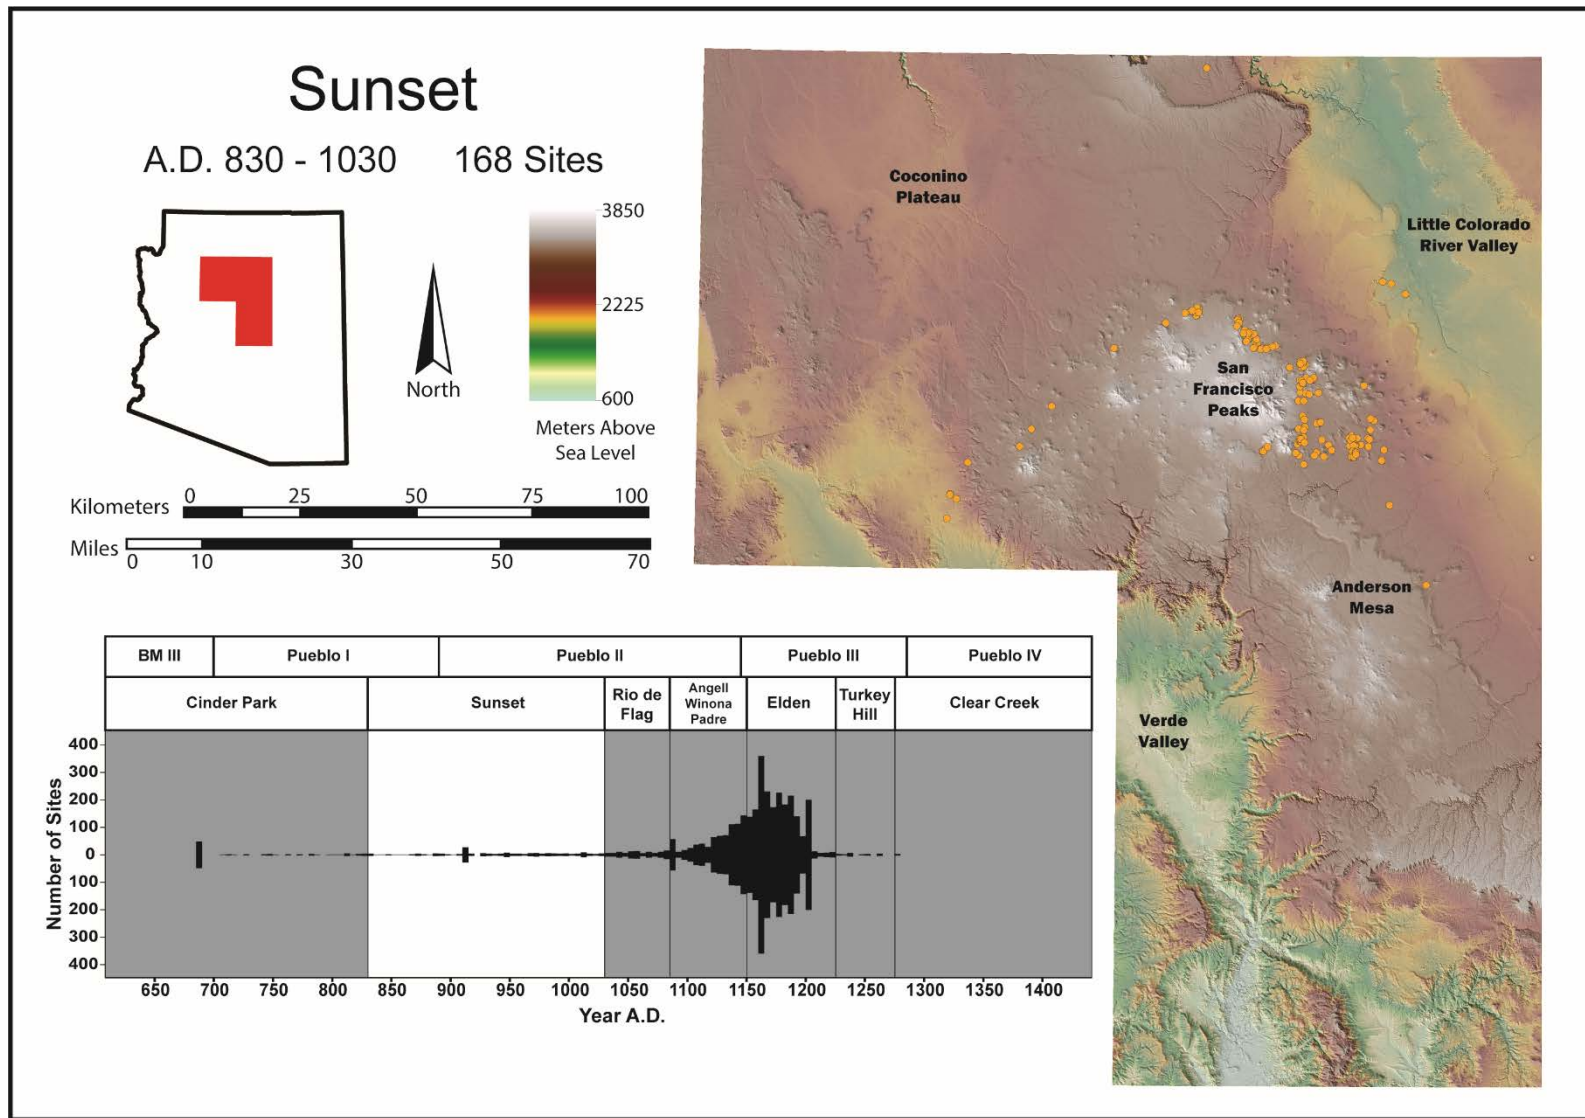 Sunset
A.D. 830 - 1030 168 Sites
3850
2225
600
Meters Above
Sea Level
North
Kilometers
0 25 50 75 100
Miles
0 10 30 50 70
Coconino
Plateau
Little Colorado
River Valley
San
Francisco
Peaks
Anderson
Mesa
Verde
Valley
BM III Pueblo I Pueblo II Pueblo III Pueblo IV
Cinder Park Sunset Rio de Flag Angell Winona Padre Elden Turkey Hill Clear Creek
Number of Sites
400
300
200
100
0
100
200
300
400
650 700 750 800 850 900 950 1000 1050 1100 1150 1200 1250 1300 1350 1400
Year A.D.